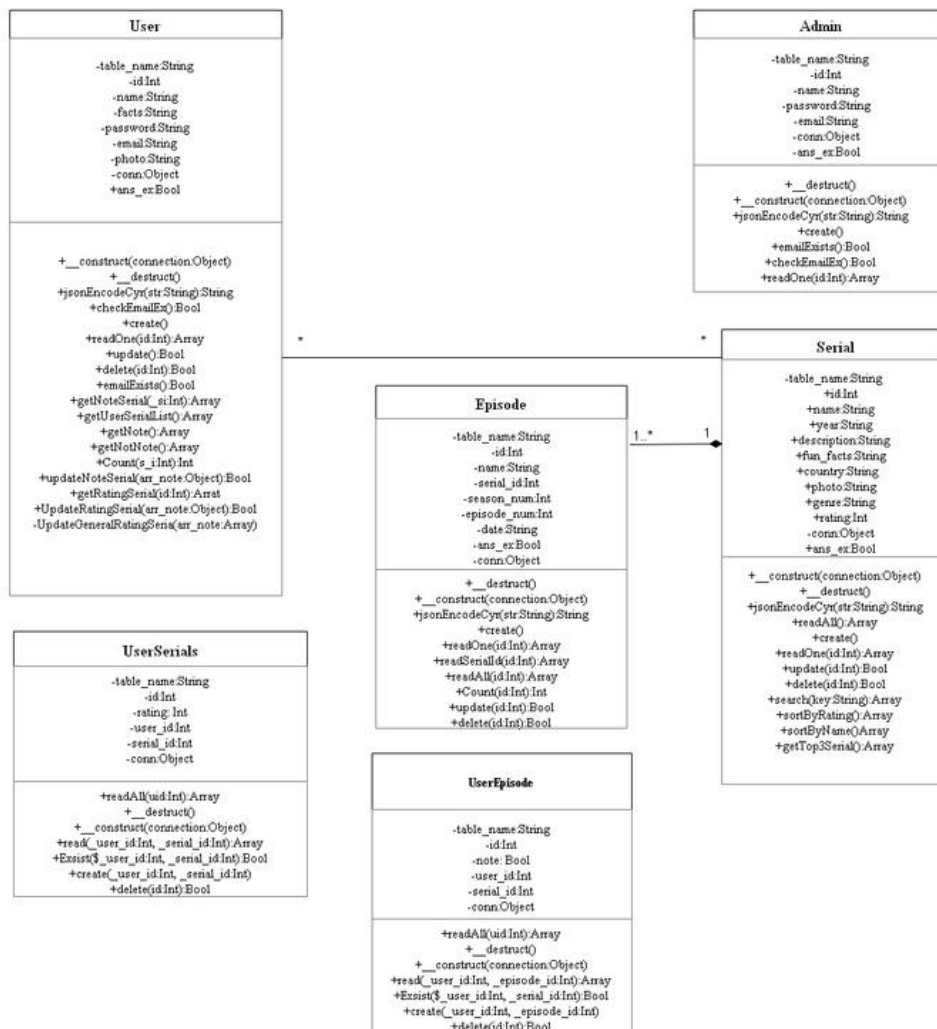 User
-table_name:String
-id:Int
-name:String
-facts:String
-password:String
-email:String
-photo:String
-conn:Object
+ans_ex:Bool
+__construct(connection:Object)
+__destruct()
+jsonEncodeCyr(str:String):String
+checkEmailEx():Bool
+create()
+readOne(id:Int):Array
+update():Bool
+delete(id:Int):Bool
+emailExists():Bool
+getNoteSerial(_si:Int):Array
+getUserSerialList():Array
+getNote():Array
+getNotNote():Array
+Count(s_i:Int):Int
+updateNoteSerial(arr_note:Object):Bool
+getRatingSerial(id:Int):Arrat
+UpdateRatingSerial(arr_note:Object):Bool
-UpdateGeneralRatingSeria(arr_note:Array)
Admin
-table_name:String
-id:Int
-name:String
-password:String
-email:String
-conn:Object
-ans_ex:Bool
+__destruct()
+__construct(connection:Object)
+jsonEncodeCyr(str:String):String
+create()
+emailExists():Bool
+checkEmailEx():Bool
+readOne(id:Int):Array
*
*
Serial
-table_name:String
+id:Int
+name:String
+year:String
+description:String
+fun_facts:String
+country:String
+photo:String
+genre:String
+rating:Int
-conn:Object
+ans_ex:Bool
+__construct(connection:Object)
+__destruct()
+jsonEncodeCyr(str:String):String
+readAll():Array
+create()
+readOne(id:Int):Array
+update(id:Int):Bool
+delete(id:Int):Bool
+search(key:String):Array
+sortByRating():Array
+sortByName()Array
+getTop3Serial():Array
Episode
-table_name:String
-id:Int
-name:String
-serial_id:Int
-season_num:Int
-episode_num:Int
-date:String
-ans_ex:Bool
-conn:Object
+__destruct()
+__construct(connection:Object)
+jsonEncodeCyr(str:String):String
+create()
+readOne(id:Int):Array
+readSerialId(id:Int):Array
+readAll(id:Int):Array
+Count(id:Int):Int
+update(id:Int):Bool
+delete(id:Int):Bool
1..*
1
UserSerials
-table_name:String
-id:Int
-rating: Int
-user_id:Int
-serial_id:Int
-conn:Object
+readAll(uid:Int):Array
+__destruct()
+__construct(connection:Object)
+read(_user_id:Int, _serial_id:Int):Array
+Exsist($_user_id:Int, _serial_id:Int):Bool
+create(_user_id:Int, _serial_id:Int)
+delete(id:Int):Bool
UserEpisode
-table_name:String
-id:Int
-note: Bool
-user_id:Int
-serial_id:Int
-conn:Object
+readAll(uid:Int):Array
+__destruct()
+__construct(connection:Object)
+read(_user_id:Int, _episode_id:Int):Array
+Exsist($_user_id:Int, _serial_id:Int):Bool
+create(_user_id:Int, _episode_id:Int)
+delete(id:Int):Bool